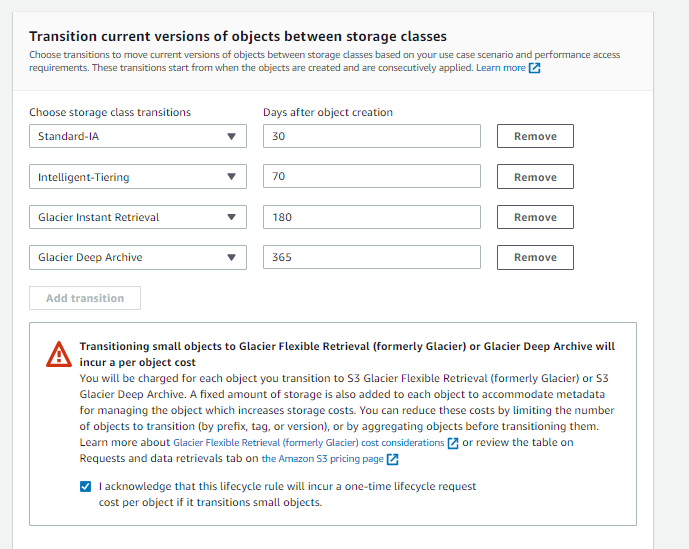 Transition current versions of objects between storage classes
Choose transitions to move current versions of objects between storage classes based on your use case scenario and performance access
requirements. These transitions start from when the objects are created and are consecutively applied. Learn more
Choose storage class transitions Days after object creation
Standard-IA 30 Remove
Intelligent-Tiering 70 Remove
Glacier Instant Retrieval 180 Remove
Glacier Deep Archive 365 Remove
Add transition
Transitioning small objects to Glacier Flexible Retrieval (formerly Glacier) or Glacier Deep Archive will
incur a per object cost
You will be charged for each object you transition to S3 Glacier Flexible Retrieval (formerly Glacier) or S3
Glacier Deep Archive. A fixed amount of storage is also added to each object to accommodate metadata
for managing the object which increases storage costs. You can reduce these costs by limiting the number
of objects to transition (by prefix, tag, or version), or by aggregating objects before transitioning them.
Learn more about Glacier Flexible Retrieval (formerly Glacier) cost considerations or review the table on
Requests and data retrievals tab on the Amazon S3 pricing page
I acknowledge that this lifecycle rule will incur a one-time lifecycle request
cost per object if it transitions small objects.